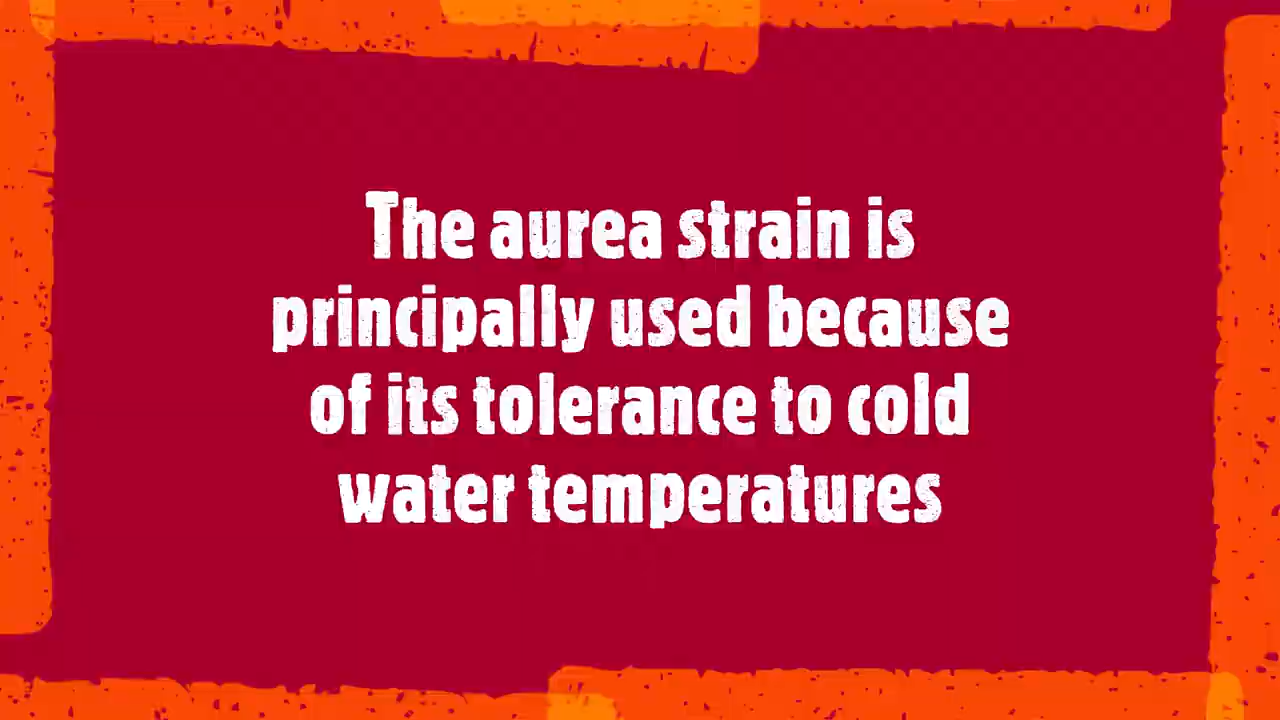 The aurea strain is
principally used because
of its tolerance to cold
water temperatures